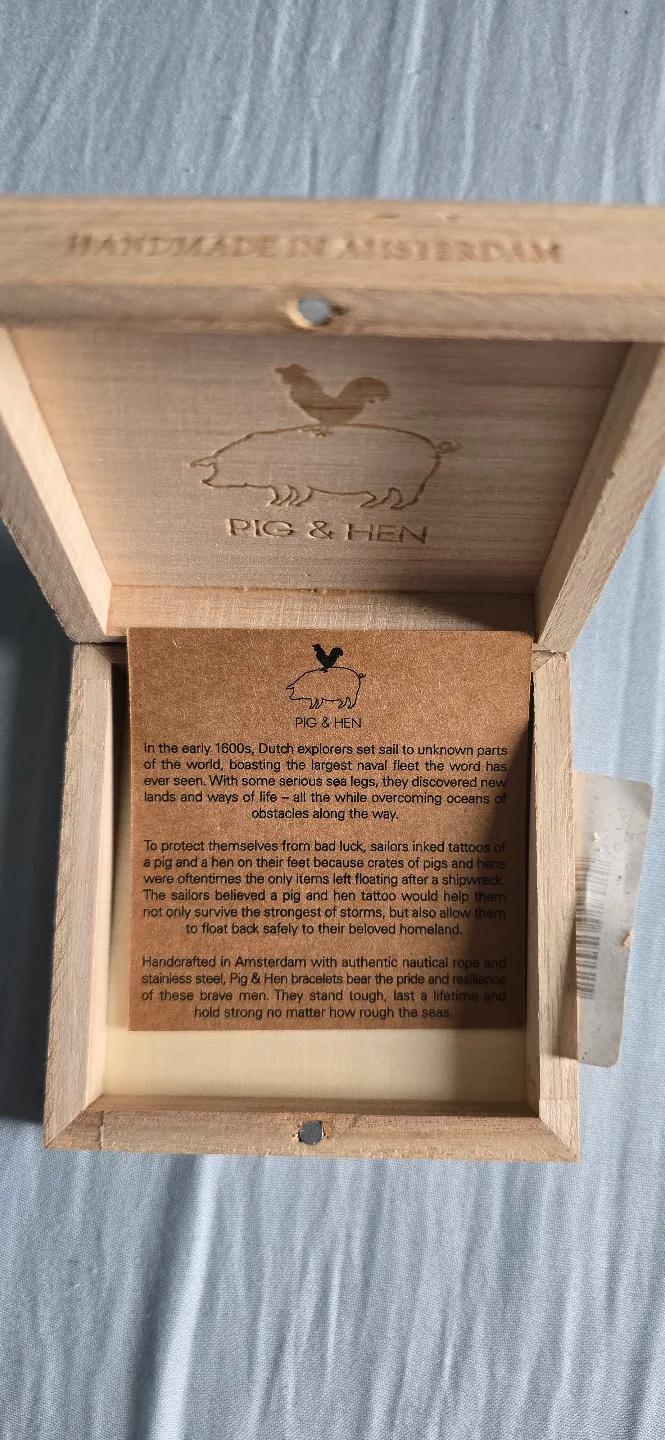 HANDMADE IN AMSTERDAM
PIG & HEN
PIG & HEN
In the early 1600s, Dutch explorers set sail to unknown parts
of the world, boasting the largest naval fleet the word has
ever seen. With some serious sea legs, they discovered new
lands and ways of life – all the while overcoming oceans of
obstacles along the way.
To protect themselves from bad luck, sailors inked tattoos of
a pig and a hen on their feet because crates of pigs and hens
were oftentimes the only items left floating after a shipwreck.
The sailors believed a pig and hen tattoo would help them
not only survive the strongest of storms, but also allow them
to float back safely to their beloved homeland.
Handcrafted in Amsterdam with authentic nautical rope and
stainless steel, Pig & Hen bracelets bear the pride and resilience
of these brave men. They stand tough, last a lifetime and
hold strong no matter how rough the seas.